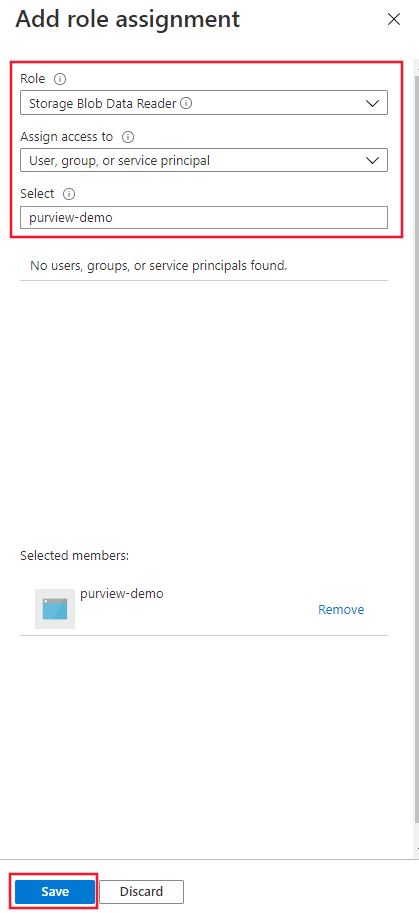 Add role assignment
Role
Storage Blob Data Reader
Assign access to
User, group, or service principal
Select
purview-demo
No users, groups, or service principals found.
Selected members:
purview-demo
Remove
Save
Discard